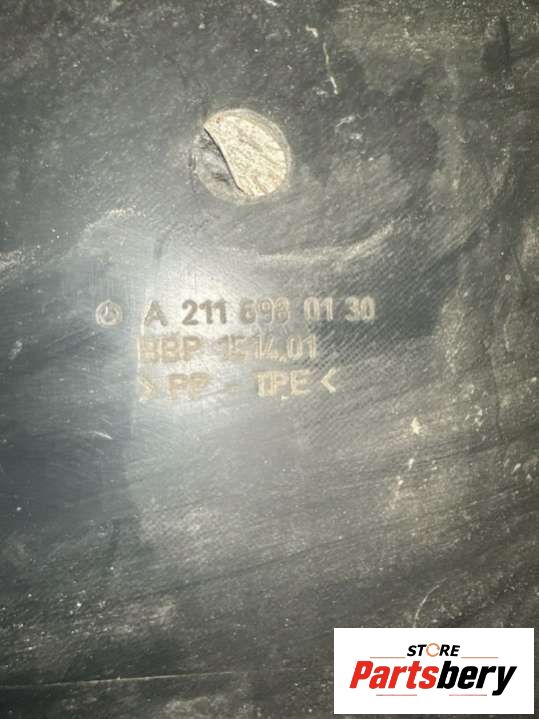 A 211 698 01 30
BBP 1514.01
> PP - TPE <
STORE
Partsbery